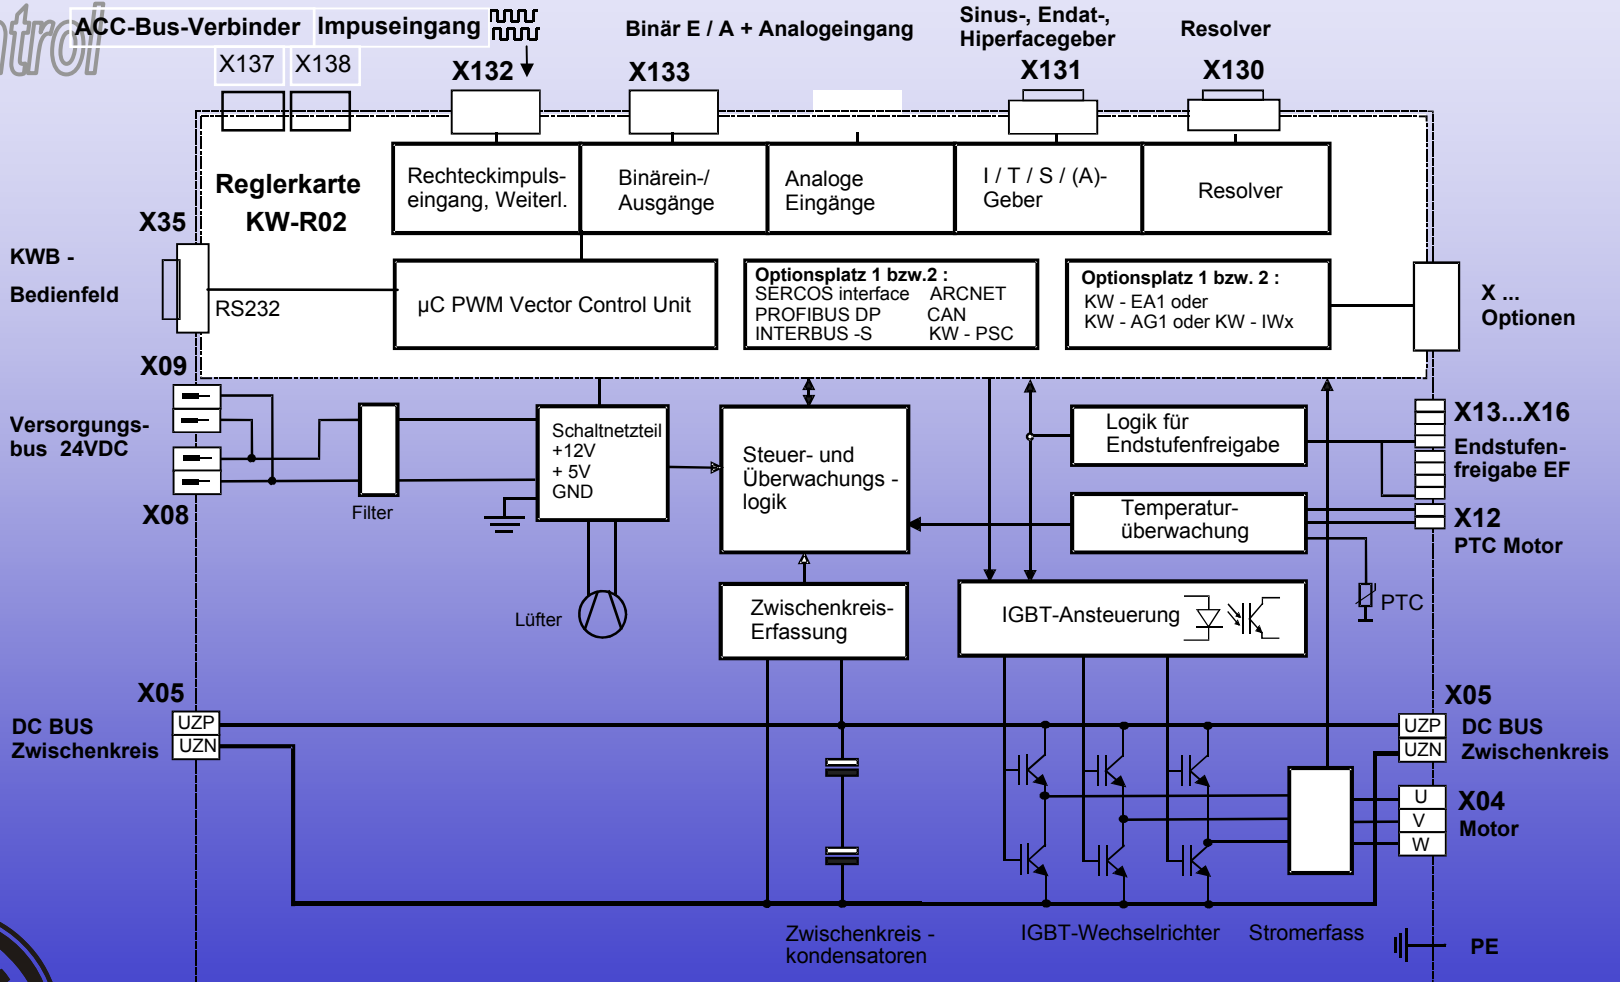 ntrol
ACC-Bus-Verbinder
Impuseingang
Binär E / A + Analogeingang
Sinus-, Endat-,
Hiperfacegeber
Resolver
X137
X138
X132
X133
X131
X130
Reglerkarte
KW-R02
Rechteckimpuls-
eingang, Weiterl.
Binärein-/
Ausgänge
Analoge
Eingänge
I / T / S / (A)-
Geber
Resolver
X35
KWB -
Bedienfeld
RS232
µC PWM Vector Control Unit
Optionsplatz 1 bzw.2 :
SERCOS interface ARCNET
PROFIBUS DP CAN
INTERBUS -S KW - PSC
Optionsplatz 1 bzw. 2 :
KW - EA1 oder
KW - AG1 oder KW - IWx
X ...
Optionen
X09
Versorgungs-
bus 24VDC
X08
Filter
Schaltnetzteil
+12V
+ 5V
GND
Lüfter
Steuer- und
Überwachungs -
logik
Logik für
Endstufenfreigabe
Temperatur-
überwachung
X13...X16
Endstufen-
freigabe EF
X12
PTC Motor
PTC
Zwischenkreis-
Erfassung
IGBT-Ansteuerung
X05
DC BUS
Zwischenkreis
UZP
UZN
X05
UZP
UZN
DC BUS
Zwischenkreis
U
V
W
X04
Motor
Zwischenkreis -
kondensatoren
IGBT-Wechselrichter
Stromerfass
PE